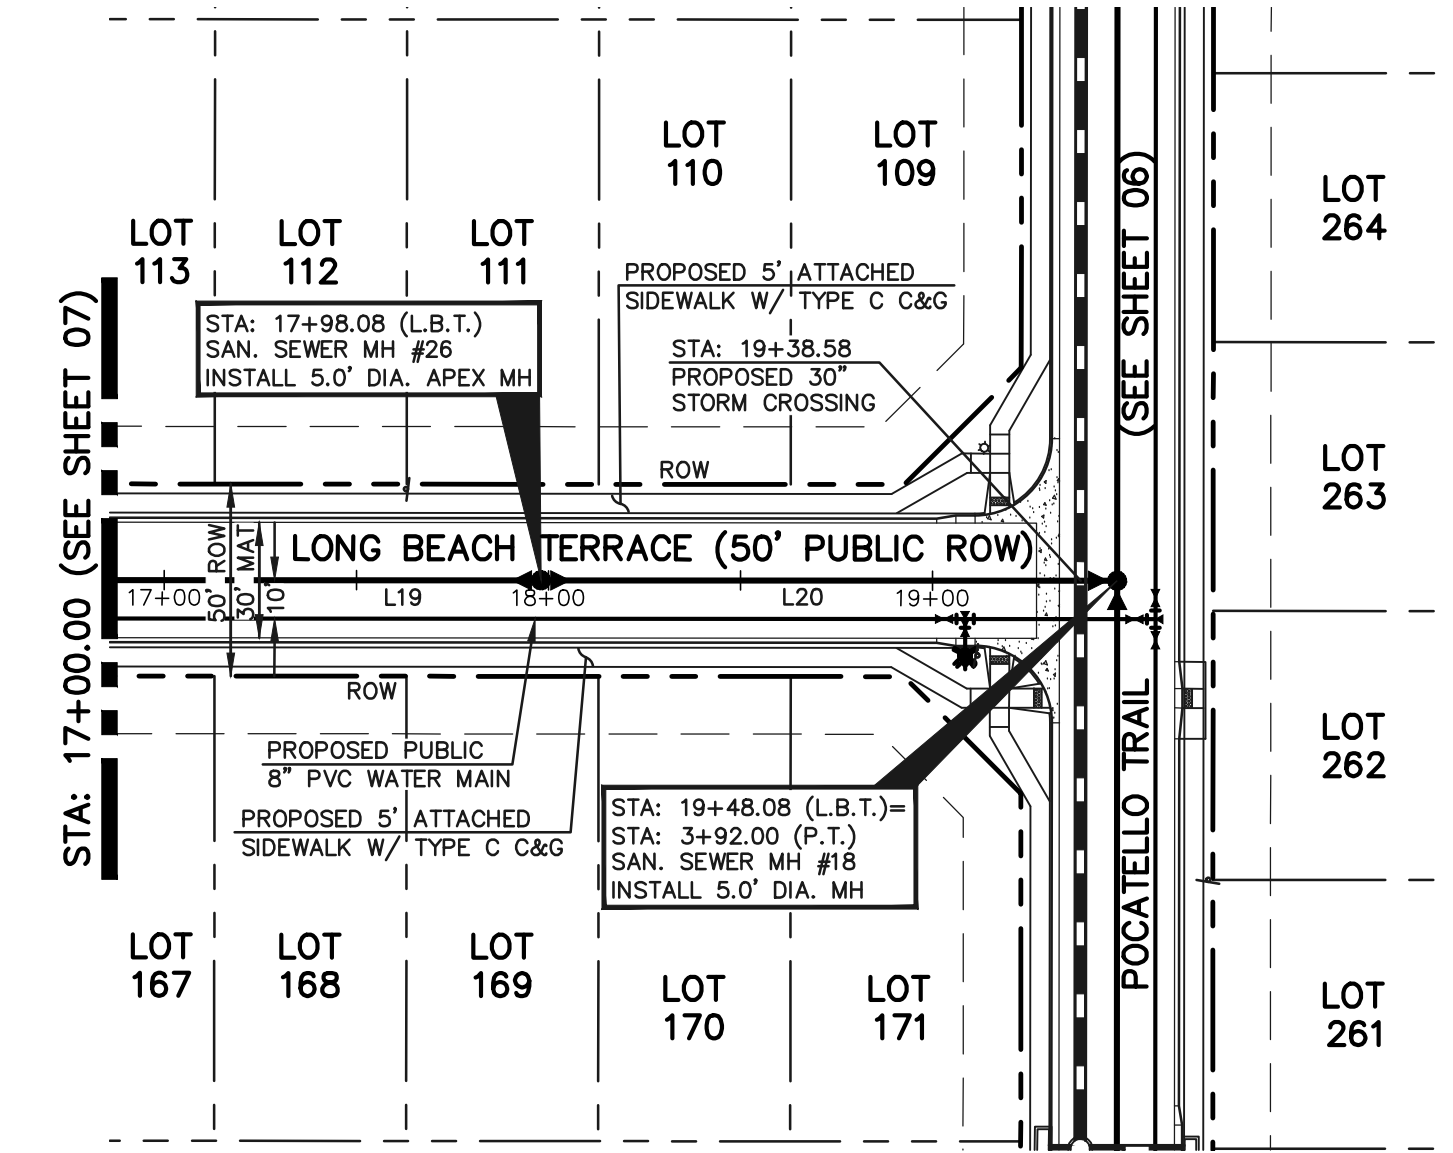 LOT
110
LOT
109
LOT
113
LOT
112
LOT
111
LOT
264
(SEE SHEET 06)
PROPOSED 5' ATTACHED
SIDEWALK W/ TYPE C C&G
STA: 17+98.08 (L.B.T.)
SAN. SEWER MH #26
INSTALL 5.0' DIA. APEX MH
STA: 19+38.58
PROPOSED 30"
STORM CROSSING
STA: 17+00.00 (SEE SHEET 07)
ROW
LOT
263
50' ROW
30' MAT
10'
LONG BEACH TERRACE (50' PUBLIC ROW)
17+00
L19
18+00
L20
19+00
ROW
PROPOSED PUBLIC
8" PVC WATER MAIN
PROPOSED 5' ATTACHED
SIDEWALK W/ TYPE C C&G
STA: 19+48.08 (L.B.T.)=
STA: 3+92.00 (P.T.)
SAN. SEWER MH #18
INSTALL 5.0' DIA. MH
POCATELLO TRAIL
LOT
262
LOT
167
LOT
168
LOT
169
LOT
170
LOT
171
LOT
261